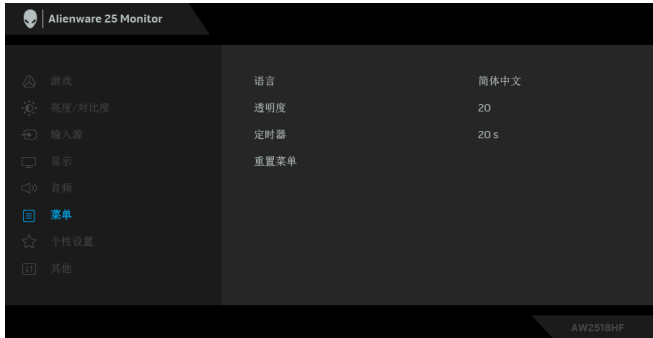 Alienware 25 Monitor
游戏
亮度/对比度
输入源
显示
音频
菜单
个性设置
其他
语言 简体中文
透明度 20
定时器 20 s
重置菜单
AW2518HF